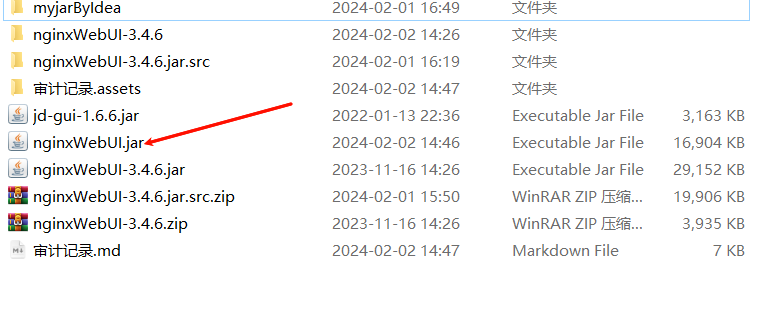 myjarByIdea 2024-02-01 16:49 文件夹
nginxWebUI-3.4.6 2024-02-02 14:26 文件夹
nginxWebUI-3.4.6.jar.src 2024-02-01 16:19 文件夹
审计记录.assets 2024-02-02 14:47 文件夹
jd-gui-1.6.6.jar 2022-01-13 22:36 Executable Jar File 3,163 KB
nginxWebUI.jar 2024-02-02 14:46 Executable Jar File 16,904 KB
nginxWebUI-3.4.6.jar 2023-11-16 14:26 Executable Jar File 29,152 KB
nginxWebUI-3.4.6.jar.src.zip 2024-02-01 15:50 WinRAR ZIP 压缩... 19,906 KB
nginxWebUI-3.4.6.zip 2023-11-16 14:26 WinRAR ZIP 压缩... 3,935 KB
审计记录.md 2024-02-02 14:47 Markdown File 7 KB